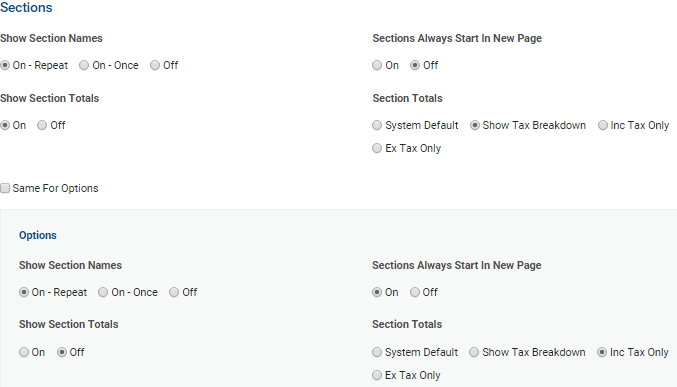 Sections
Show Section Names Sections Always Start In New Page
On - Repeat On - Once Off On Off
Show Section Totals Section Totals
On Off System Default Show Tax Breakdown Inc Tax Only
Ex Tax Only
Same For Options
Options
Show Section Names Sections Always Start In New Page
On - Repeat On - Once Off On Off
Show Section Totals Section Totals
On Off System Default Show Tax Breakdown Inc Tax Only
Ex Tax Only